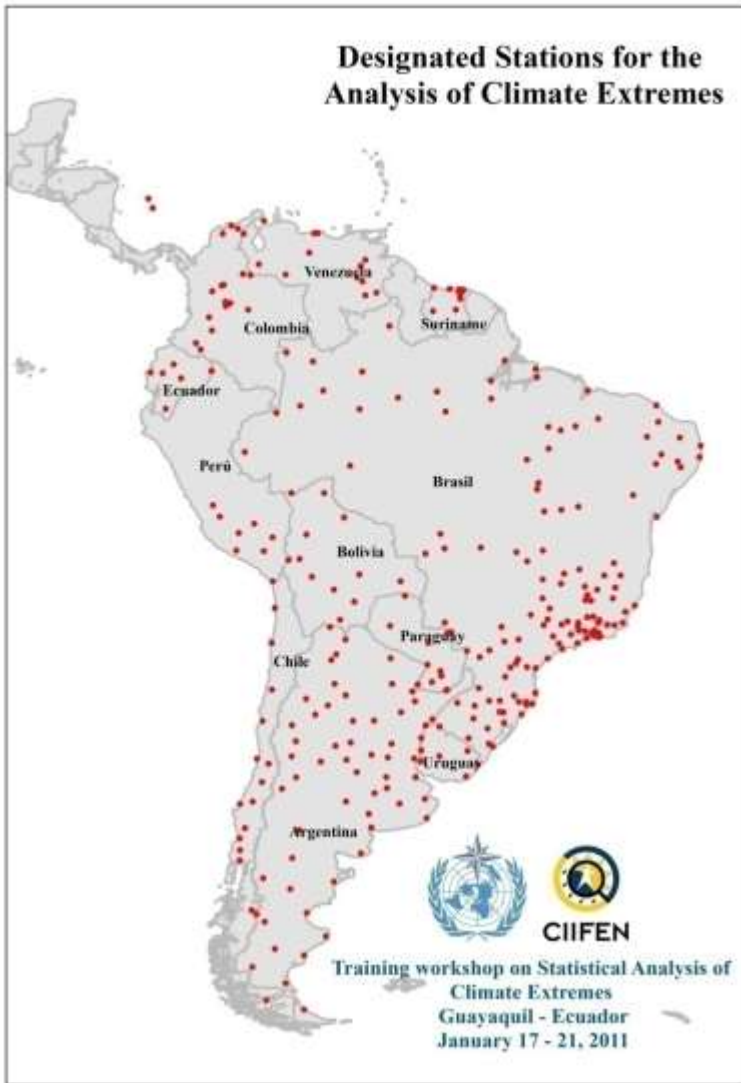 Designated Stations for the
Analysis of Climate Extremes
Venezuela
Colombia
Suriname
Ecuador
Perú
Brasil
Bolivia
Paraguay
Chile
Uruguay
Argentina
CIIFEN
Training workshop on Statistical Analysis of
Climate Extremes
Guayaquil - Ecuador
January 17 - 21, 2011